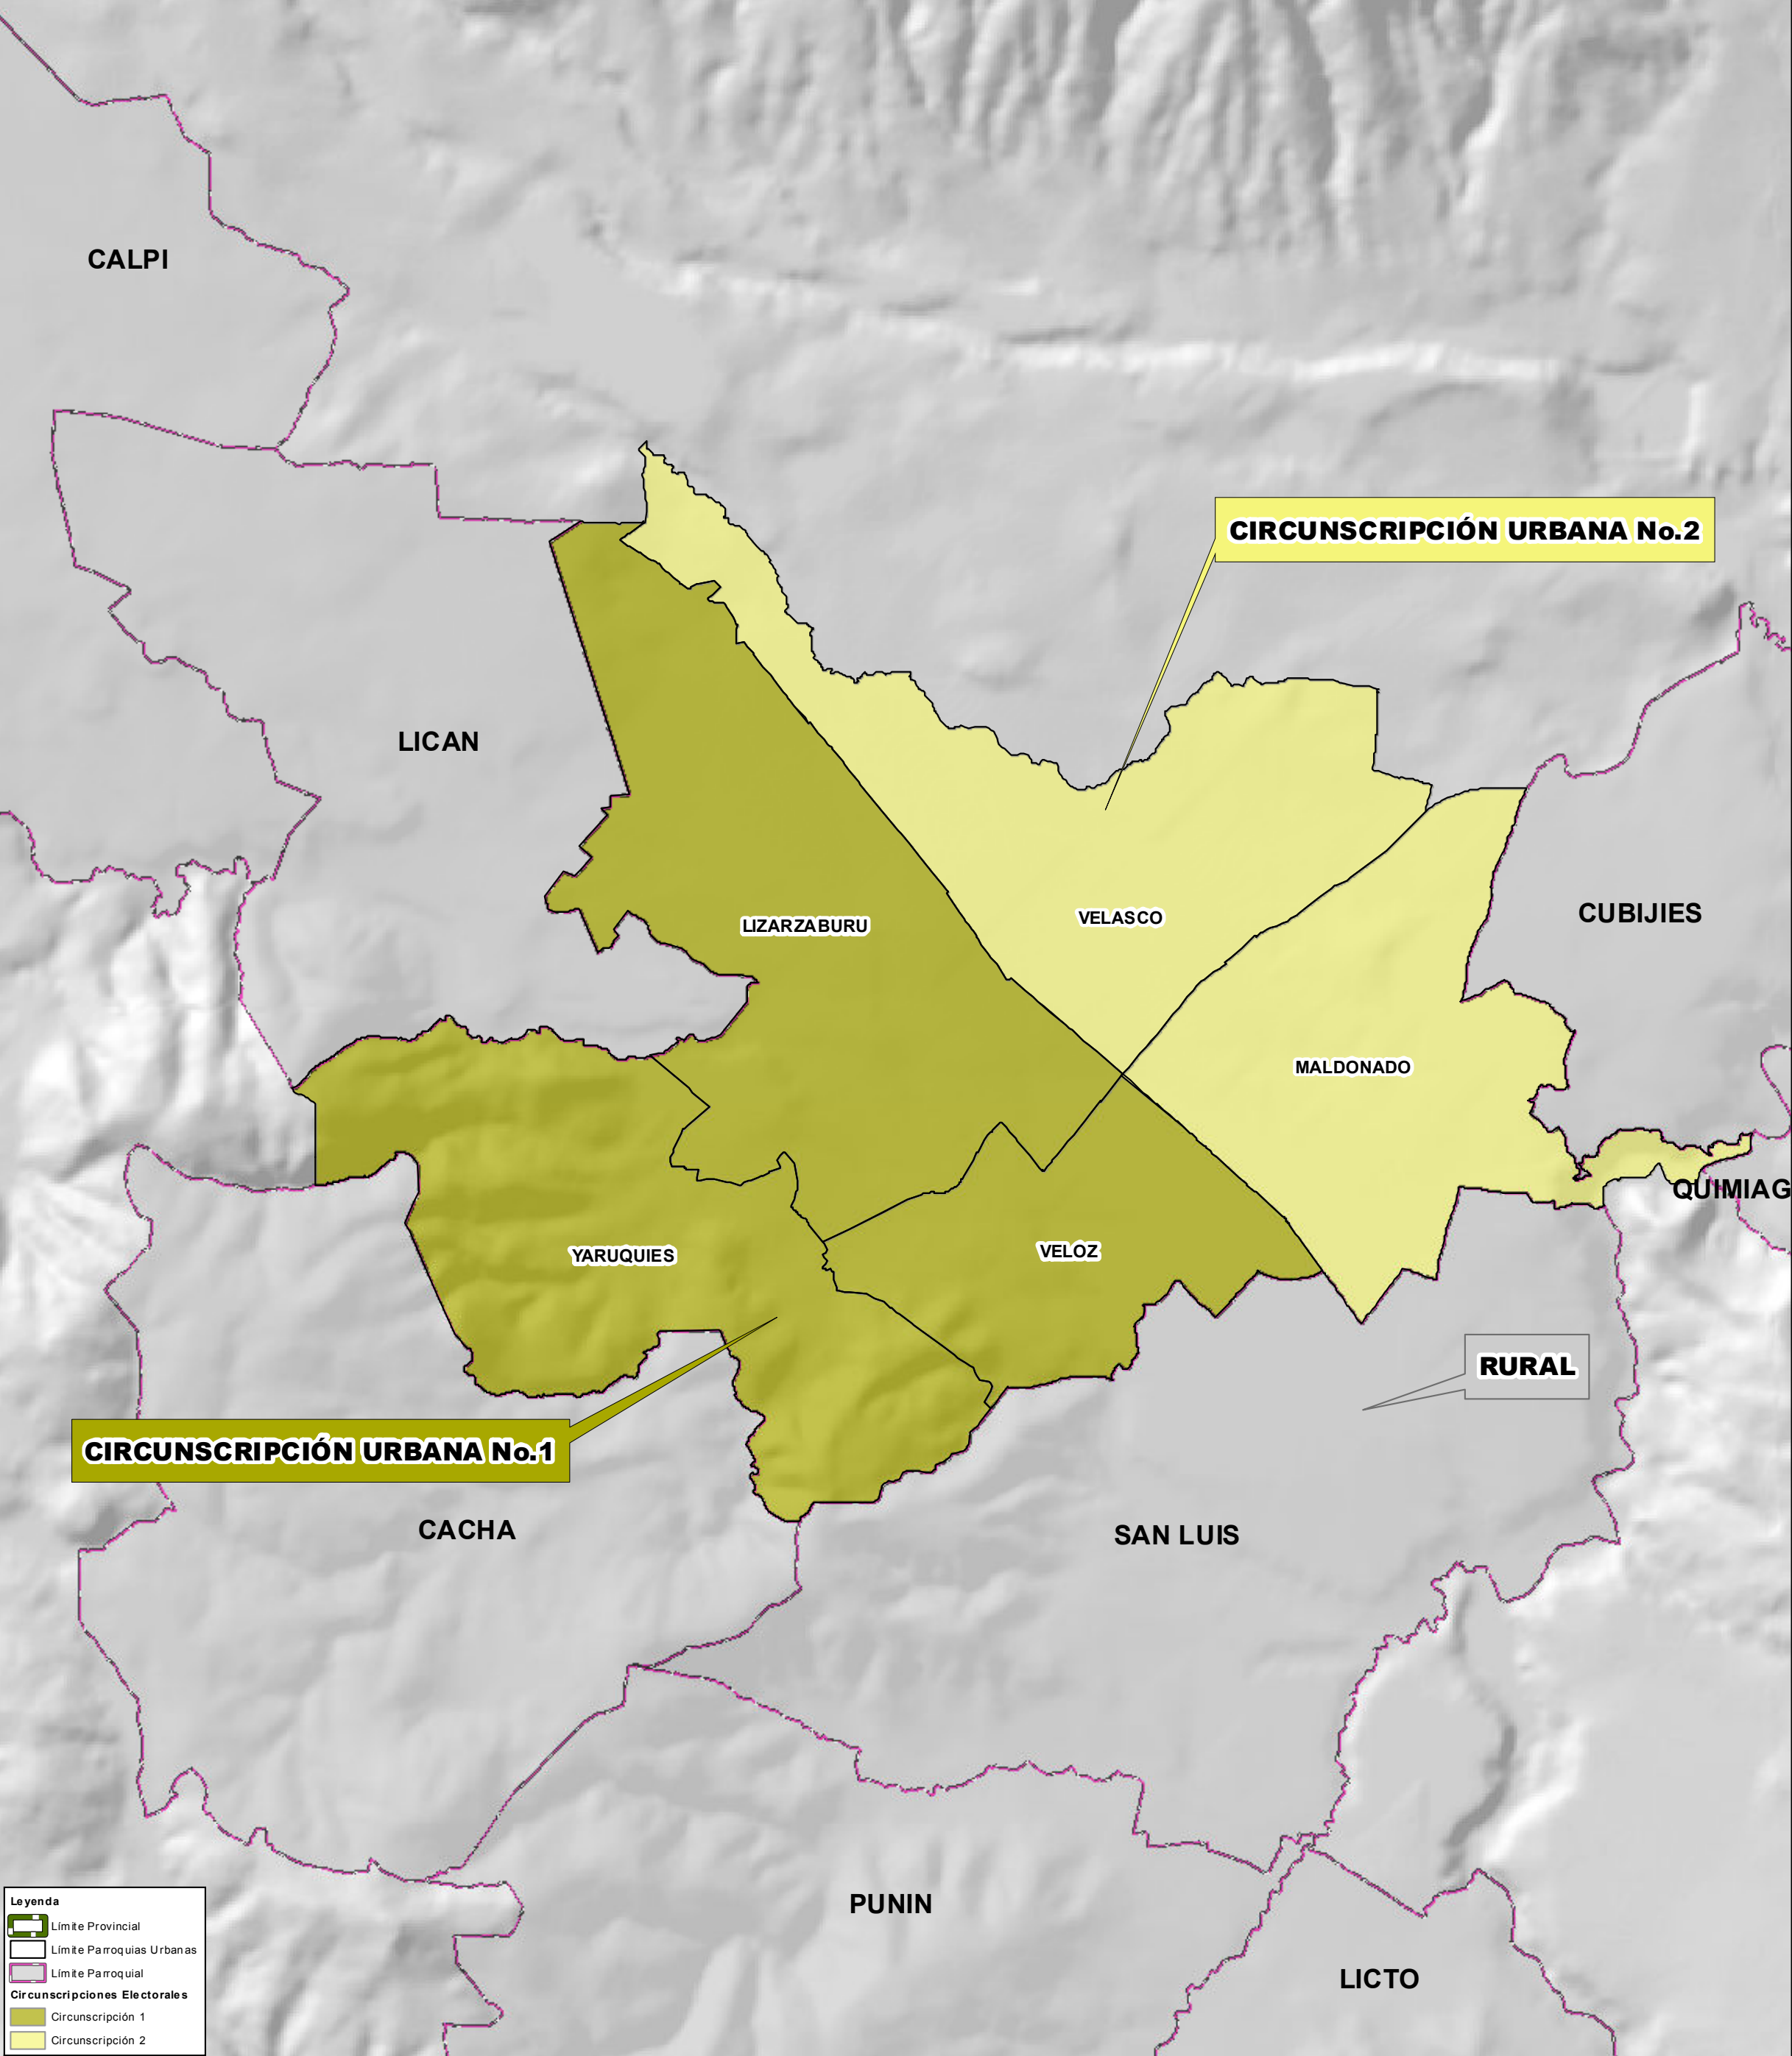 CALPI
CIRCUNSCRIPCIÓN URBANA No.2
LICAN
CUBIJIES
LIZARZABURU
VELASCO
MALDONADO
QUIMIAG
YARUQUIES
VELOZ
RURAL
CIRCUNSCRIPCIÓN URBANA No.1
CACHA
SAN LUIS
PUNIN
LICTO
Leyenda
Límite Provincial
Límite Parroquias Urbanas
Límite Parroquial
Circunscripciones Electorales
Circunscripción 1
Circunscripción 2